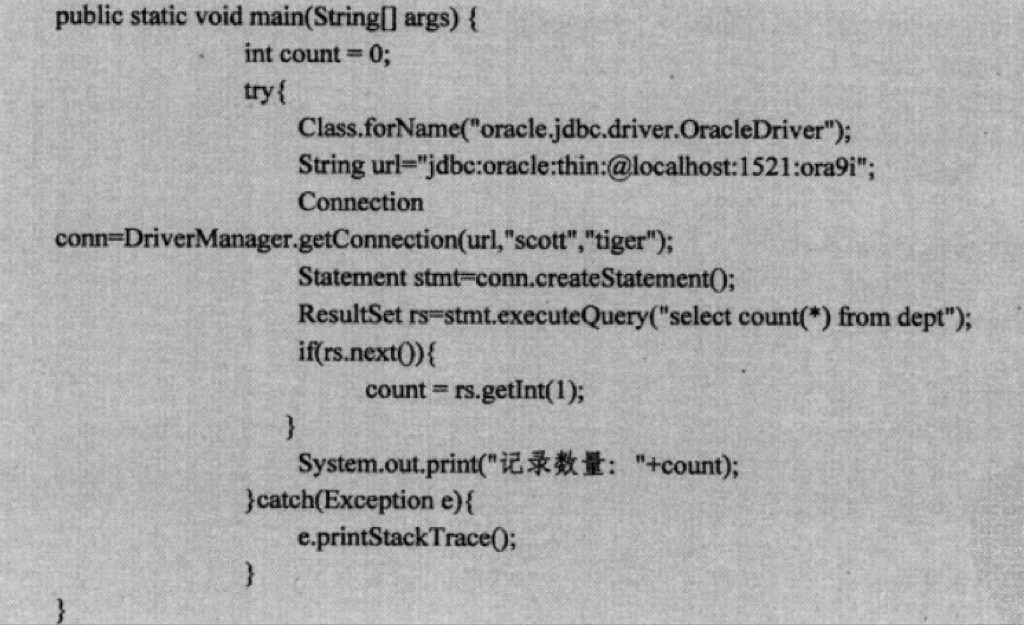 public static void main(String[] args) {
int count = 0;
try{
Class.forName("oracle.jdbc.driver.OracleDriver");
String url="jdbc:oracle:thin:@localhost:1521:ora9i";
Connection
conn=DriverManager.getConnection(url,"scott","tiger");
Statement stmt=conn.createStatement();
ResultSet rs=stmt.executeQuery("select count(*) from dept");
if(rs.next()){
count = rs.getInt(1);
}
System.out.print("记录数量："+count);
}catch(Exception e){
e.printStackTrace();
}
}